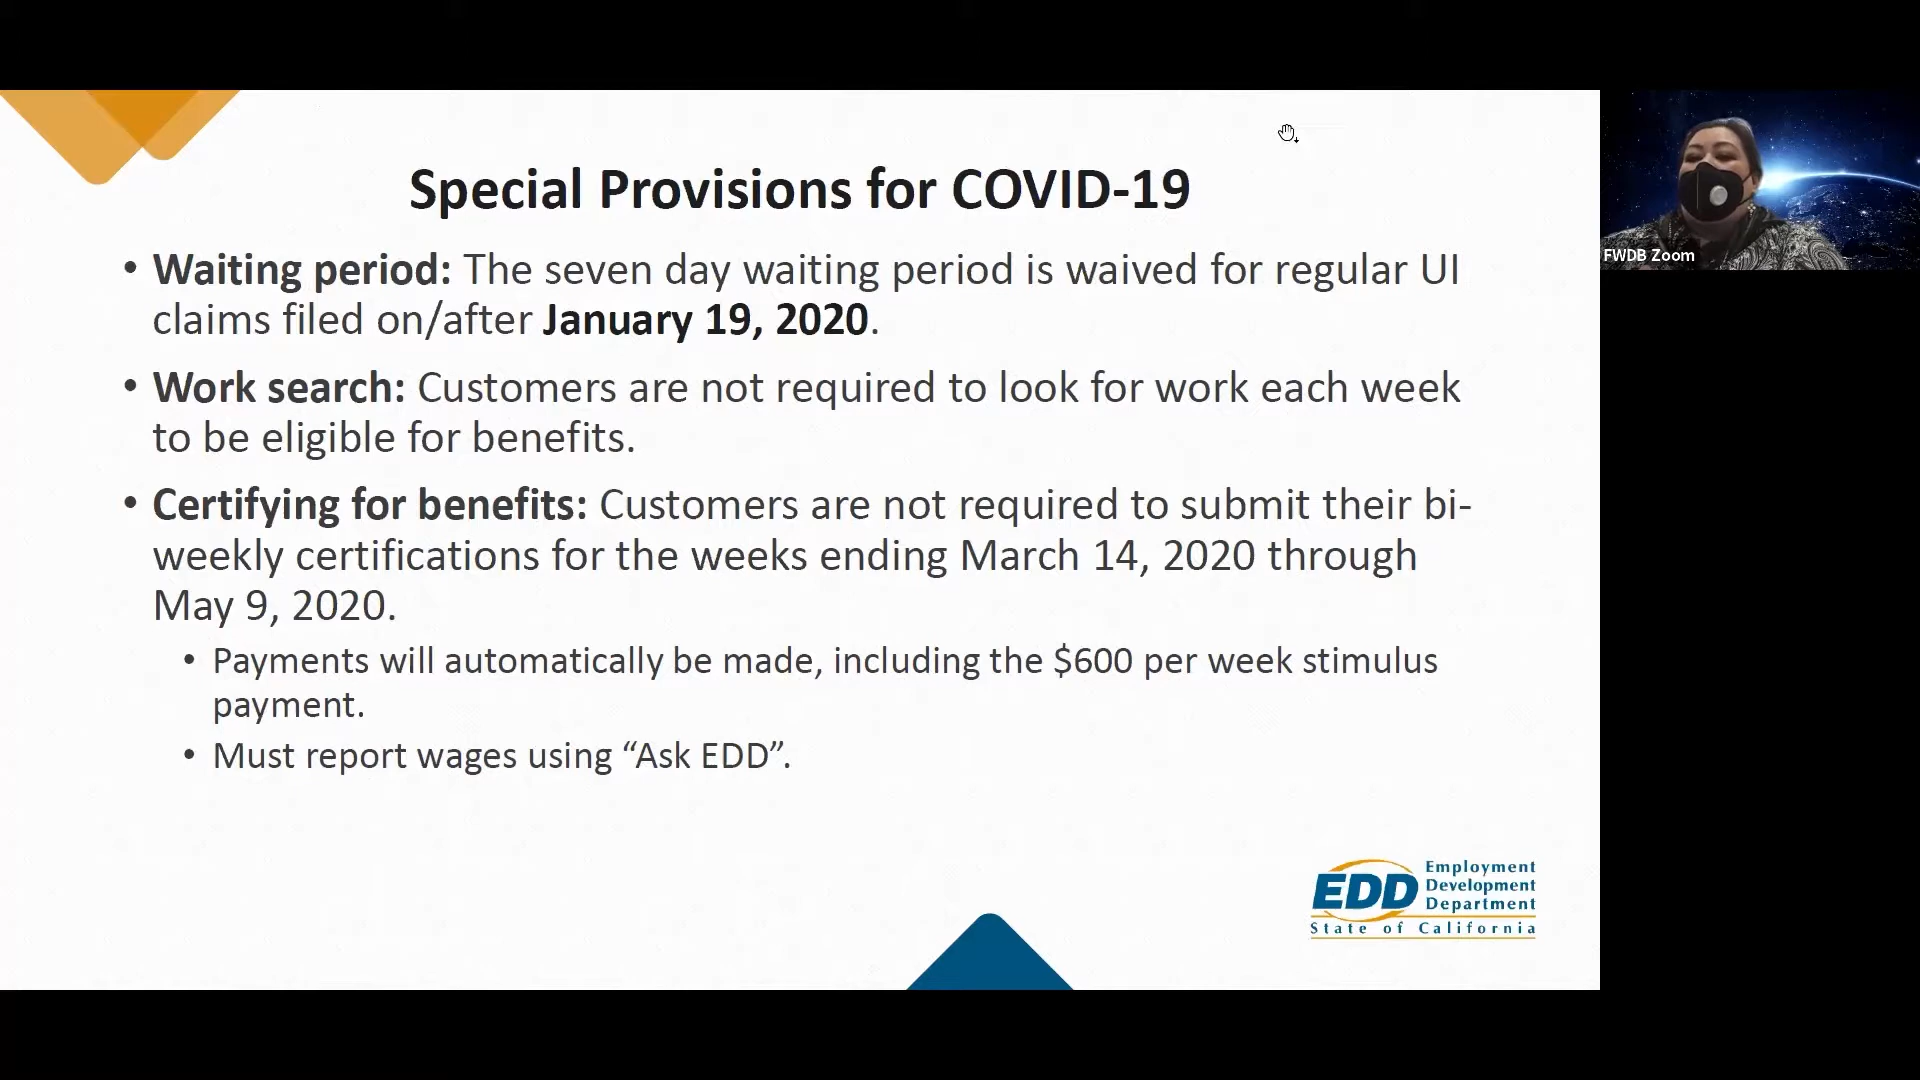 Special Provisions for COVID-19
• Waiting period: The seven day waiting period is waived for regular UI
claims filed on/after January 19, 2020.
• Work search: Customers are not required to look for work each week
to be eligible for benefits.
• Certifying for benefits: Customers are not required to submit their bi-
weekly certifications for the weeks ending March 14, 2020 through
May 9, 2020.
• Payments will automatically be made, including the $600 per week stimulus
payment.
• Must report wages using “Ask EDD”.
EDD
Employment
Development
Department
State of California
FWDB Zoom